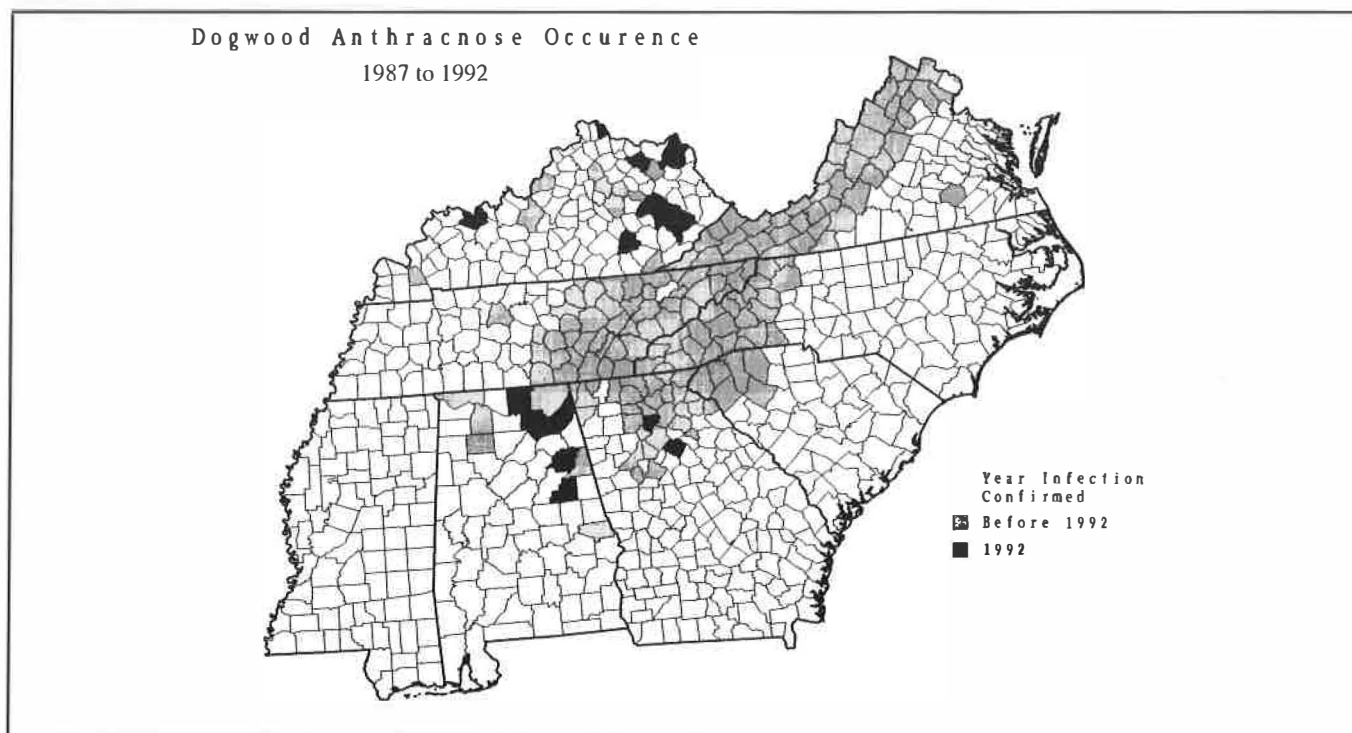 Dogwood Anthracnose Occurence
1987 to 1992
Year Infection
Confirmed
Before 1992
1992